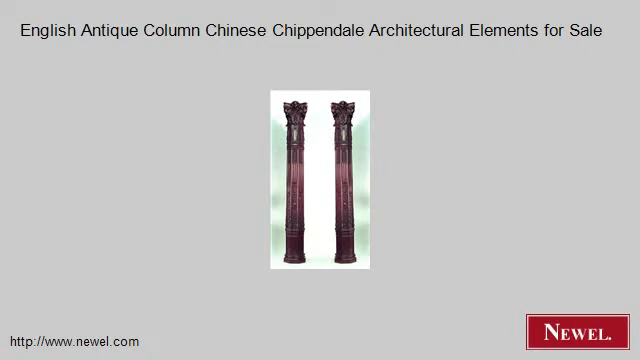 English Antique Column Chinese Chippendale Architectural Elements for Sale
http://www.newel.com
NEWEL.